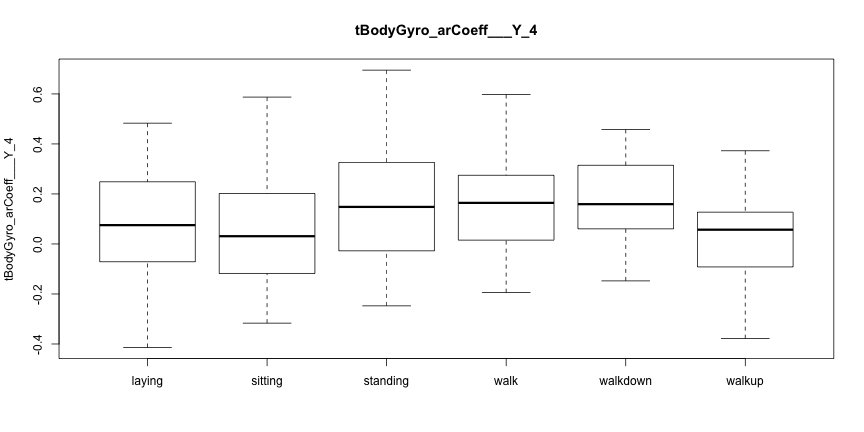 tBodyGyro_arCoeff___Y_4
tBodyGyro_arCoeff___Y_4
0.6
0.4
0.2
0.0
-0.2
-0.4
laying sitting standing walk walkdown walkup